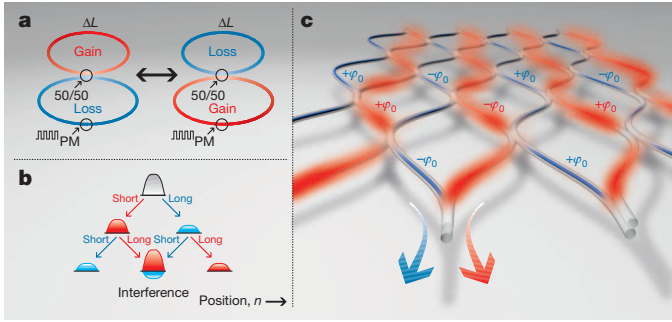 a
ΔL
ΔL
Gain
Loss
50/50
50/50
Loss
Gain
PM
PM
b
Short
Long
Short
Long
Short
Long
Interference
Position, n
c
+φ₀
−φ₀
+φ₀
−φ₀
+φ₀
−φ₀
+φ₀
−φ₀
+φ₀